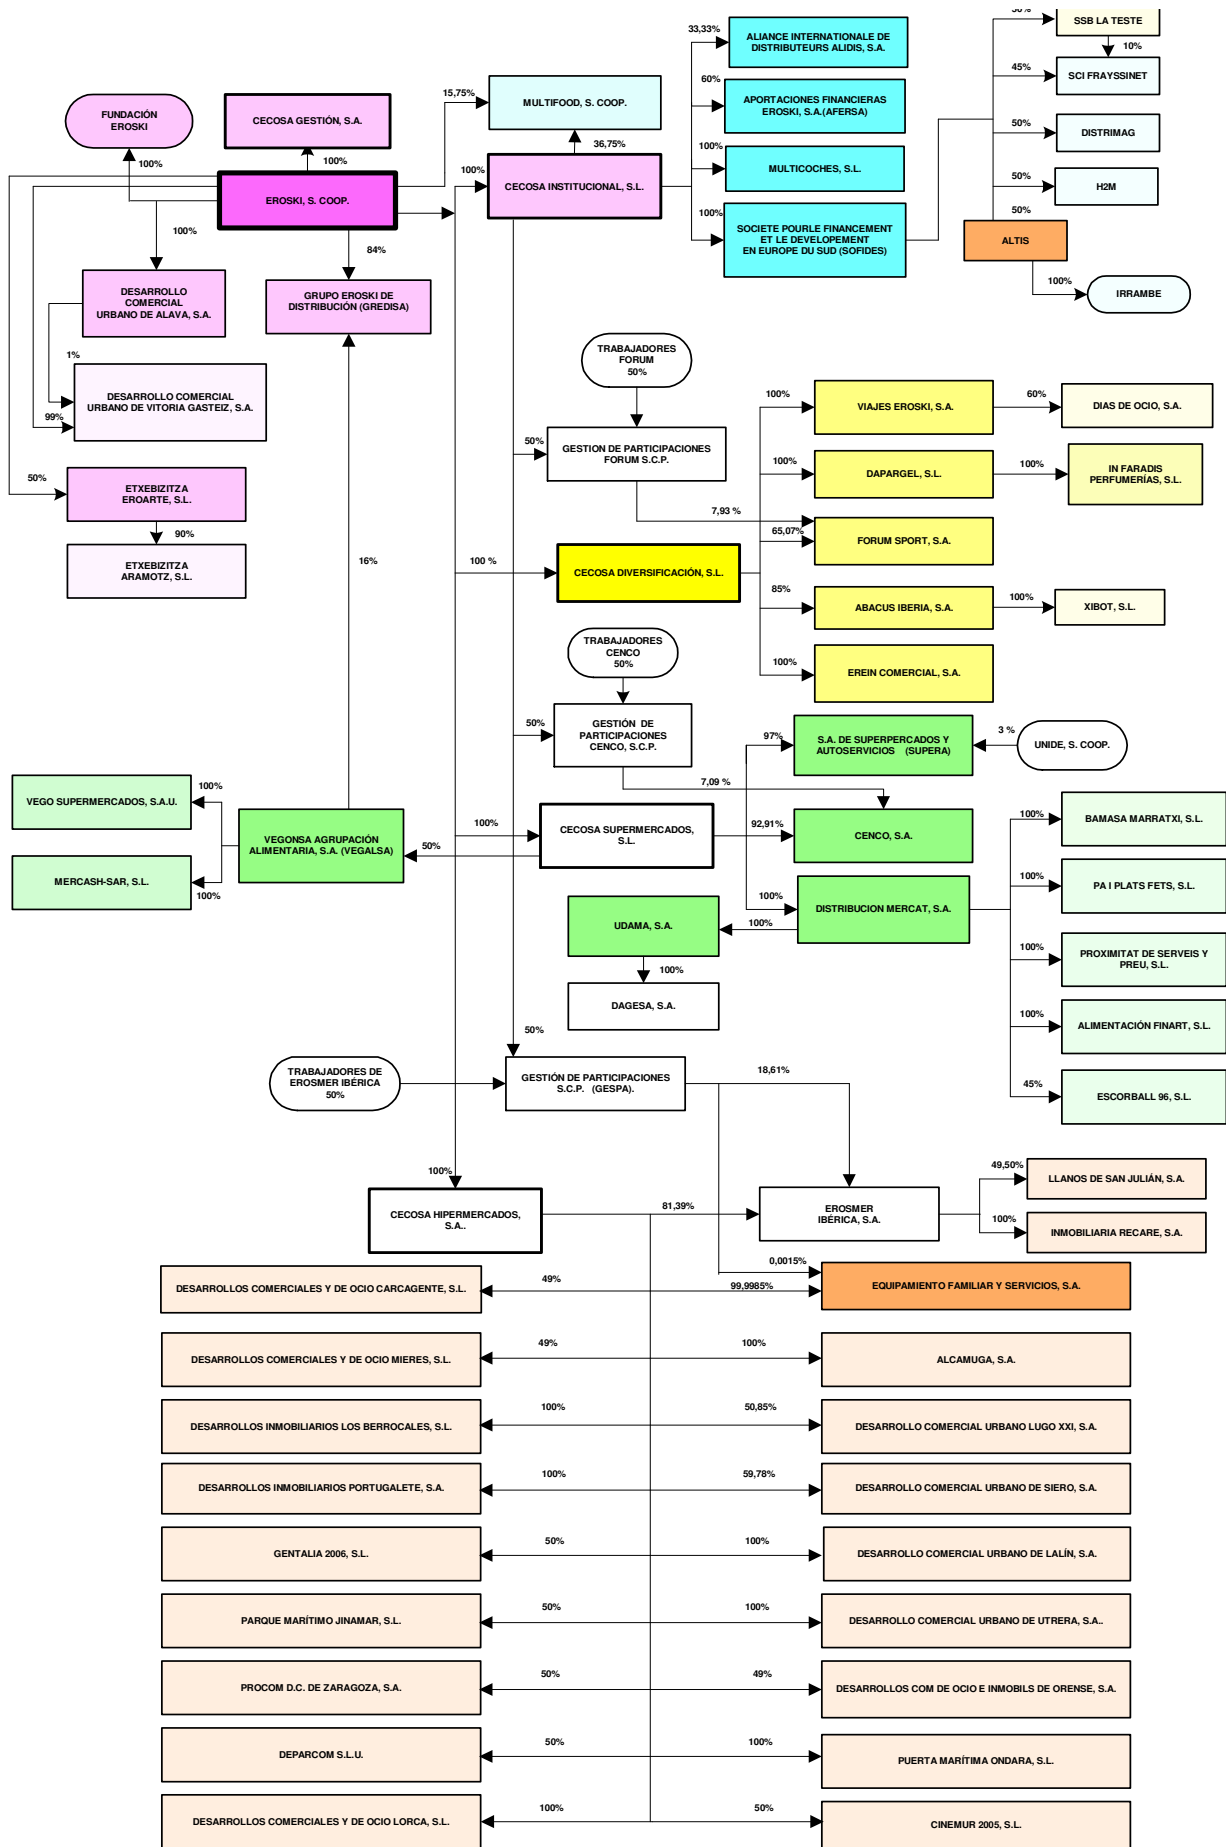 50%
SSB LA TESTE
10%
33,33%
ALIANCE INTERNATIONALE DE
DISTRIBUTEURS ALIDIS, S.A.
45%
SCI FRAYSSINET
60%
APORTACIONES FINANCIERAS
EROSKI, S.A.(AFERSA)
15,75%
MULTIFOOD, S. COOP.
36,75%
FUNDACIÓN
EROSKI
100%
CECOSA GESTIÓN, S.A.
100%
50%
DISTRIMAG
100%
MULTICOCHES, S.L.
100%
CECOSA INSTITUCIONAL, S.L.
EROSKI, S. COOP.
50%
H2M
100%
SOCIETE POURLE FINANCEMENT
ET LE DEVELOPEMENT
EN EUROPE DU SUD (SOFIDES)
50%
ALTIS
100%
IRRAMBE
100%
84%
DESARROLLO
COMERCIAL
URBANO DE ALAVA, S.A.
GRUPO EROSKI DE
DISTRIBUCIÓN (GREDISA)
1%
DESARROLLO COMERCIAL
URBANO DE VITORIA GASTEIZ, S.A.
99%
50%
ETXEBIZITZA
EROARTE, S.L.
90%
ETXEBIZITZA
ARAMOTZ, S.L.
16%
TRABAJADORES
FORUM
50%
50%
GESTION DE PARTICIPACIONES
FORUM S.C.P.
7,93 %
100%
VIAJES EROSKI, S.A.
60%
DIAS DE OCIO, S.A.
100%
DAPARGEL, S.L.
100%
IN FARADIS
PERFUMERÍAS, S.L.
65,07%
FORUM SPORT, S.A.
100 %
CECOSA DIVERSIFICACIÓN, S.L.
85%
ABACUS IBERIA, S.A.
100%
XIBOT, S.L.
100%
EREIN COMERCIAL, S.A.
TRABAJADORES
CENCO
50%
50%
GESTIÓN DE
PARTICIPACIONES
CENCO, S.C.P.
7,09 %
97%
S.A. DE SUPERPERCADOS Y
AUTOSERVICIOS (SUPERA)
3 %
UNIDE, S. COOP.
100%
VEGO SUPERMERCADOS, S.A.U.
VEGONSA AGRUPACIÓN
ALIMENTARIA, S.A. (VEGALSA)
MERCASH-SAR, S.L.
100%
50%
100%
CECOSA SUPERMERCADOS,
S.L.
92,91%
CENCO, S.A.
100%
DISTRIBUCION MERCAT, S.A.
100%
UDAMA, S.A.
100%
DAGESA, S.A.
100%
BAMASA MARRATXI, S.L.
100%
PA I PLATS FETS, S.L.
100%
PROXIMITAT DE SERVEIS Y
PREU, S.L.
100%
ALIMENTACIÓN FINART, S.L.
45%
ESCORBALL 96, S.L.
50%
TRABAJADORES DE
EROSMER IBÉRICA
50%
GESTIÓN DE PARTICIPACIONES
S.C.P. (GESPA).
18,61%
100%
CECOSA HIPERMERCADOS,
S.A..
81,39%
EROSMER
IBÉRICA, S.A.
49,50%
LLANOS DE SAN JULIÁN, S.A.
100%
INMOBILIARIA RECARE, S.A.
0,0015%
DESARROLLOS COMERCIALES Y DE OCIO CARCAGENTE, S.L.
49%
99,9985%
EQUIPAMIENTO FAMILIAR Y SERVICIOS, S.A.
DESARROLLOS COMERCIALES Y DE OCIO MIERES, S.L.
49%
100%
ALCAMUGA, S.A.
DESARROLLOS INMOBILIARIOS LOS BERROCALES, S.L.
100%
50,85%
DESARROLLO COMERCIAL URBANO LUGO XXI, S.A
DESARROLLOS INMOBILIARIOS PORTUGALETE, S.A.
100%
59,78%
DESARROLLO COMERCIAL URBANO DE SIERO, S.A.
GENTALIA 2006, S.L.
50%
100%
DESARROLLO COMERCIAL URBANO DE LALÍN, S.A.
PARQUE MARÍTIMO JINAMAR, S.L.
50%
100%
DESARROLLO COMERCIAL URBANO DE UTRERA, S.A..
PROCOM D.C. DE ZARAGOZA, S.A.
50%
49%
DESARROLLOS COM DE OCIO E INMOBILS DE ORENSE, S.A.
DEPARCOM S.L.U.
50%
100%
PUERTA MARÍTIMA ONDARA, S.L.
DESARROLLOS COMERCIALES Y DE OCIO LORCA, S.L.
100%
50%
CINEMUR 2005, S.L.